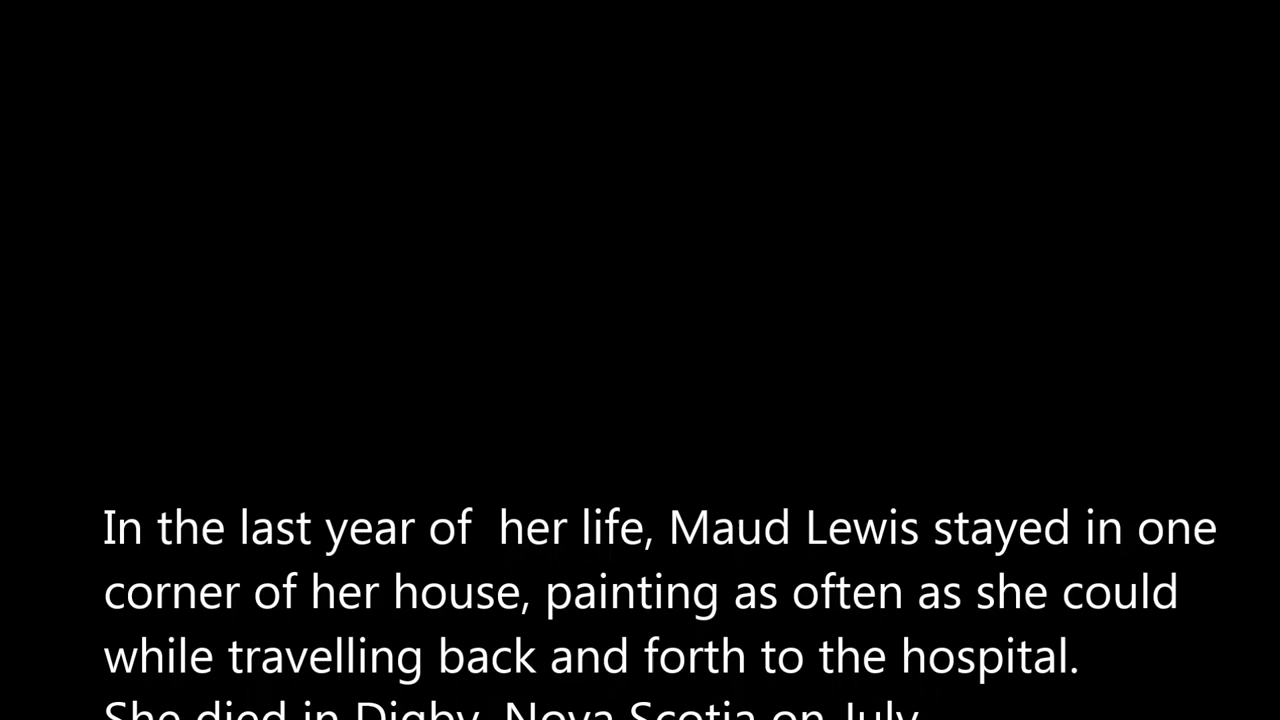 In the last year of  her life, Maud Lewis stayed in one
corner of her house, painting as often as she could
while travelling back and forth to the hospital.
She died in Digby, Nova Scotia on July